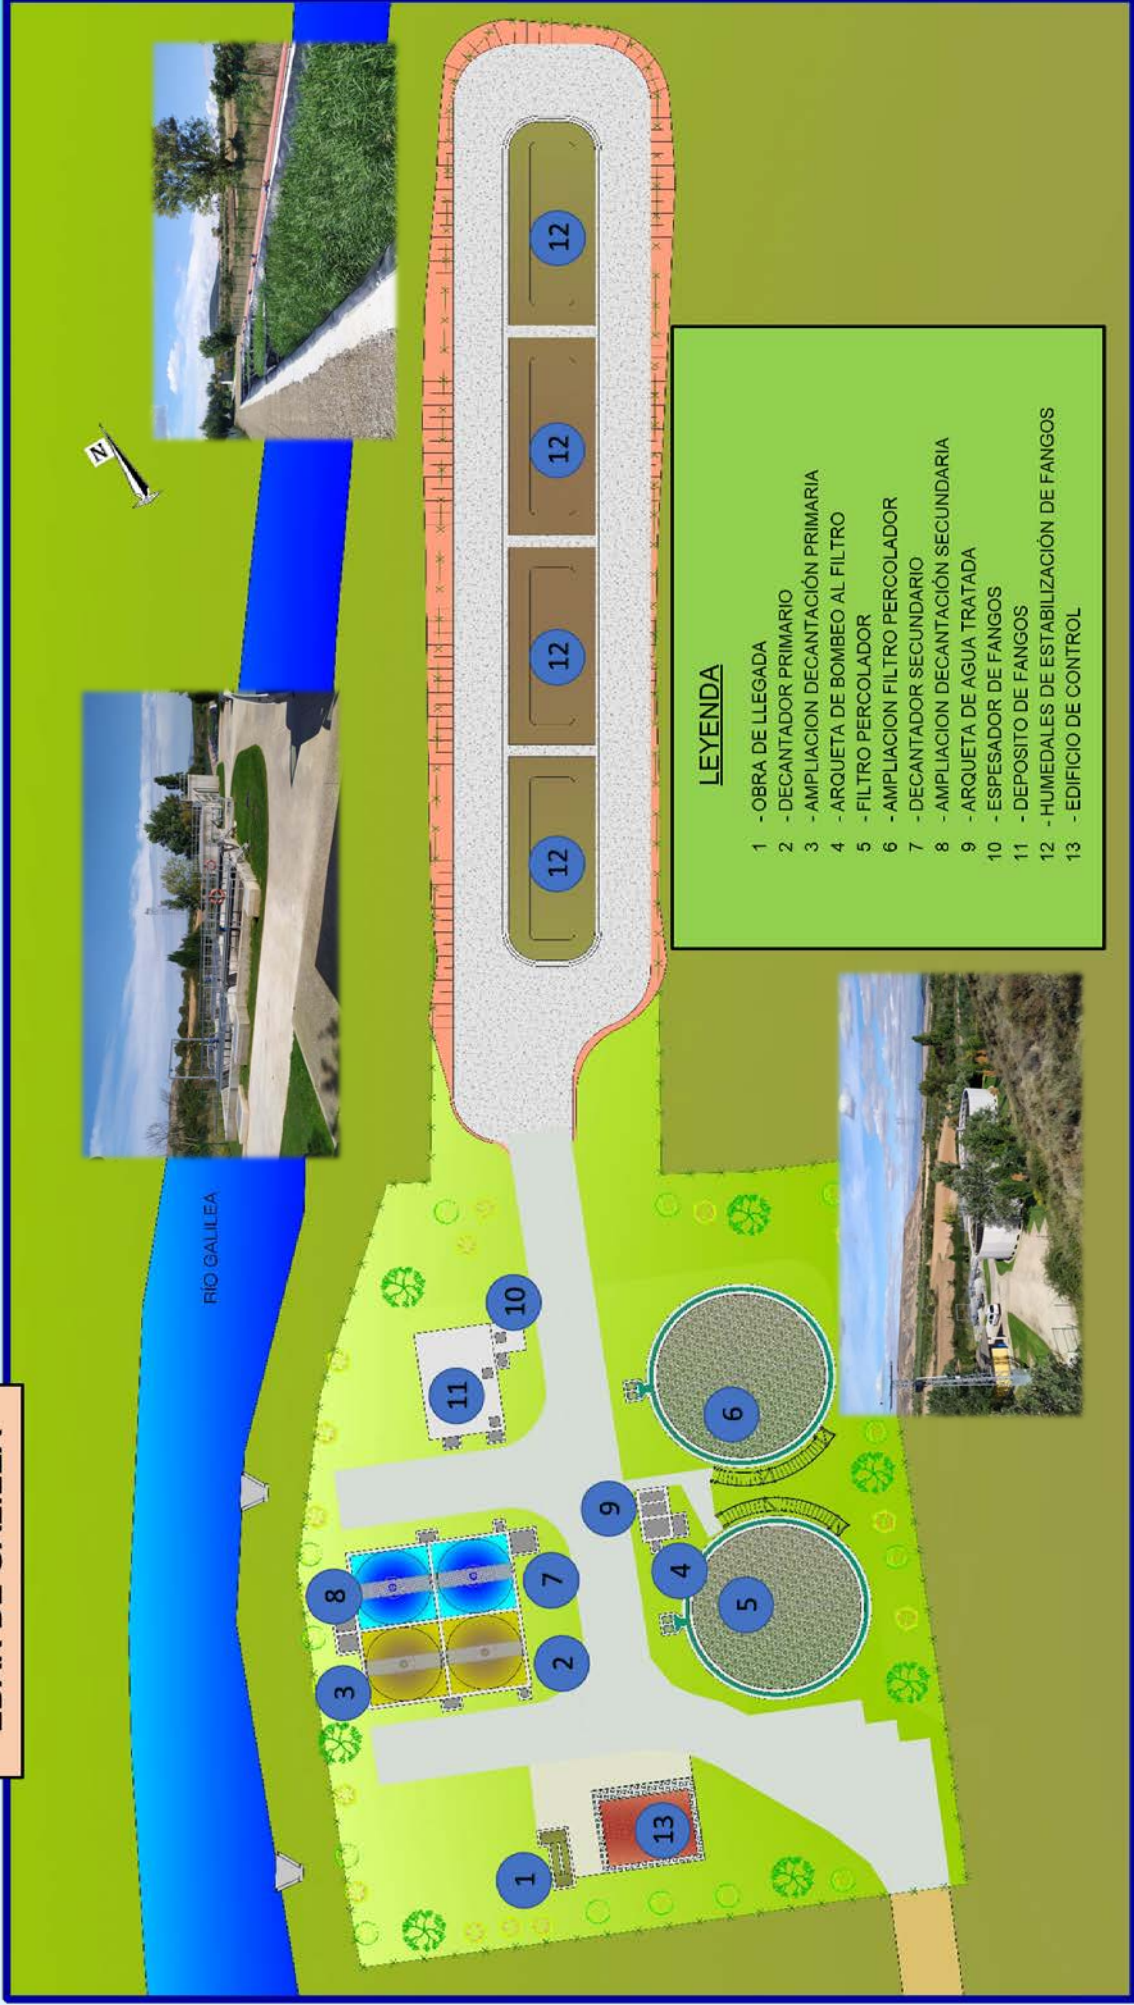 N
RÍO GALILEA
8
3
7
2
11
10
9
4
5
6
1
13
12
12
12
12
LEYENDA
1 - OBRA DE LLEGADA
2 - DECANTADOR PRIMARIO
3 - AMPLIACION DECANTACIÓN PRIMARIA
4 - ARQUETA DE BOMBEO AL FILTRO
5 - FILTRO PERCOLADOR
6 - AMPLIACION FILTRO PERCOLADOR
7 - DECANTADOR SECUNDARIO
8 - AMPLIACION DECANTACIÓN SECUNDARIA
9 - ARQUETA DE AGUA TRATADA
10 - ESPESADOR DE FANGOS
11 - DEPOSITO DE FANGOS
12 - HUMEDALES DE ESTABILIZACIÓN DE FANGOS
13 - EDIFICIO DE CONTROL